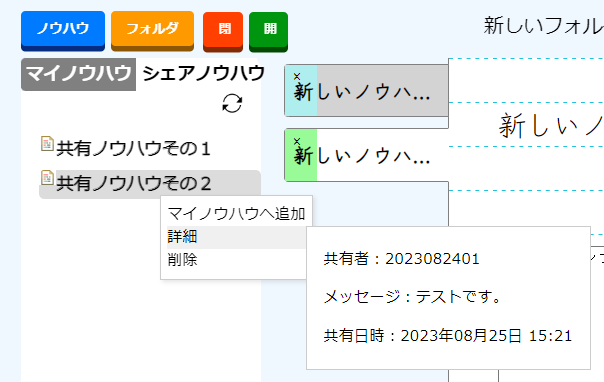 ノウハウ
フォルダ
閉
開
新しいフォル
マイノウハウ
シェアノウハウ
×
新しいノウハ...
新しいノ
共有ノウハウその１
×
新しいノウハ...
共有ノウハウその２
マイノウハウへ追加
詳細
削除
共有者：2023082401
メッセージ：テストです。
共有日時：2023年08月25日 15:21